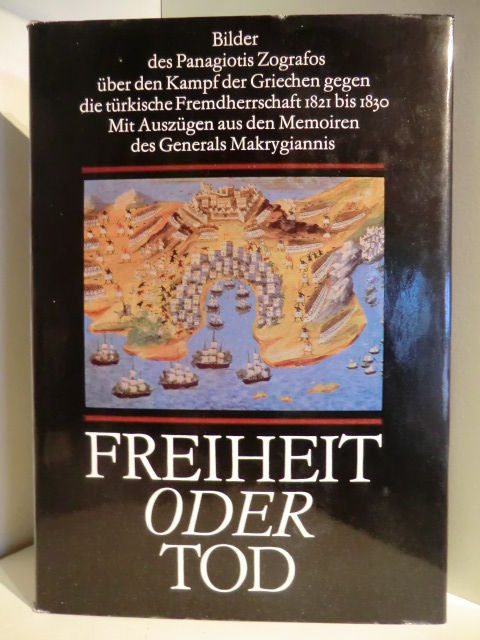 Bilder
des Panagiotis Zografos
über den Kampf der Griechen gegen
die türkische Fremdherrschaft 1821 bis 1830
Mit Auszügen aus den Memoiren
des Generals Makrygiannis
FREIHEIT
ODER
TOD